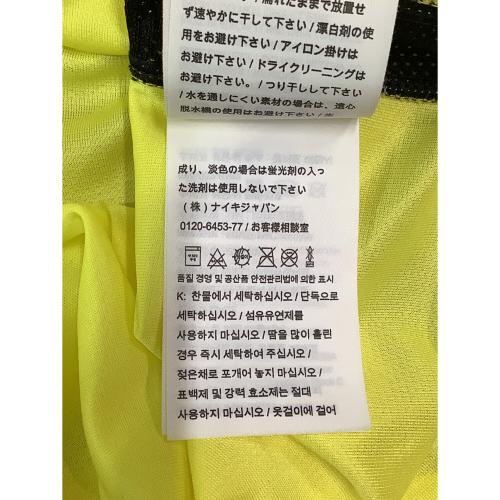 濡れたままで放置せ
ず速やかに干して下さい / 漂白剤の使
用をお避け下さい / アイロン掛けは
お避け下さい / ドライクリーニングは
お避け下さい。 / つり干しして下さい
/ 水を通しにくい素材の場合は、遠心
脱水機の使用はお避け下さい /
成り、淡色の場合は蛍光剤の入っ
た洗剤は使用しないで下さい
(株) ナイキジャパン
0120-6453-77 / お客様相談室
품질 경영 및 공산품 안전관리법에 의한 표시
K: 찬물에서 세탁하십시오 / 단독으로
세탁하십시오 / 섬유유연제를
사용하지 마십시오 / 땀을 많이 흘린
경우 즉시 세탁하여 주십시오 /
젖은채로 포개어 놓지 마십시오 /
표백제 및 강력 효소제는 절대
사용하지 마십시오 / 옷걸이에 걸어